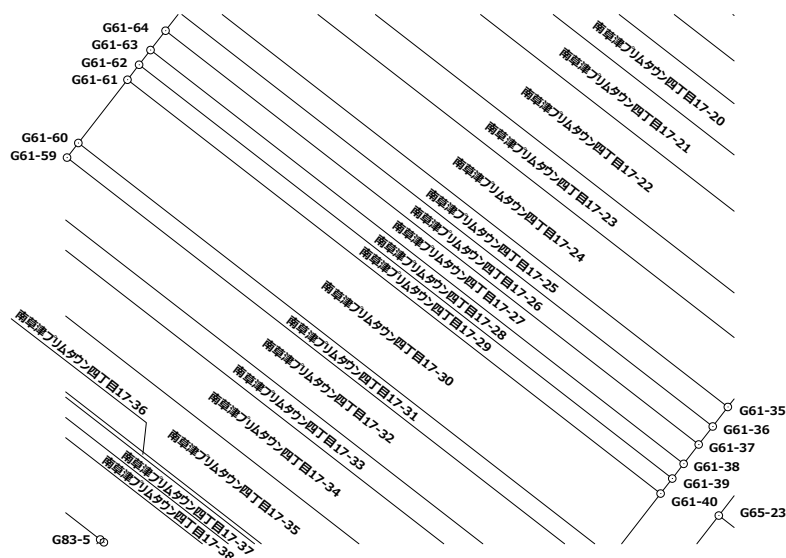 G61-64
G61-63
G61-62
G61-61
G61-60
G61-59
南草津プリムタウン四丁目17-20
南草津プリムタウン四丁目17-21
南草津プリムタウン四丁目17-22
南草津プリムタウン四丁目17-23
南草津プリムタウン四丁目17-24
南草津プリムタウン四丁目17-25
南草津プリムタウン四丁目17-26
南草津プリムタウン四丁目17-27
南草津プリムタウン四丁目17-28
南草津プリムタウン四丁目17-29
南草津プリムタウン四丁目17-30
南草津プリムタウン四丁目17-31
南草津プリムタウン四丁目17-32
南草津プリムタウン四丁目17-33
南草津プリムタウン四丁目17-34
南草津プリムタウン四丁目17-35
南草津プリムタウン四丁目17-36
南草津プリムタウン四丁目17-37
南草津プリムタウン四丁目17-38
G61-35
G61-36
G61-37
G61-38
G61-39
G61-40
G65-23
G83-5